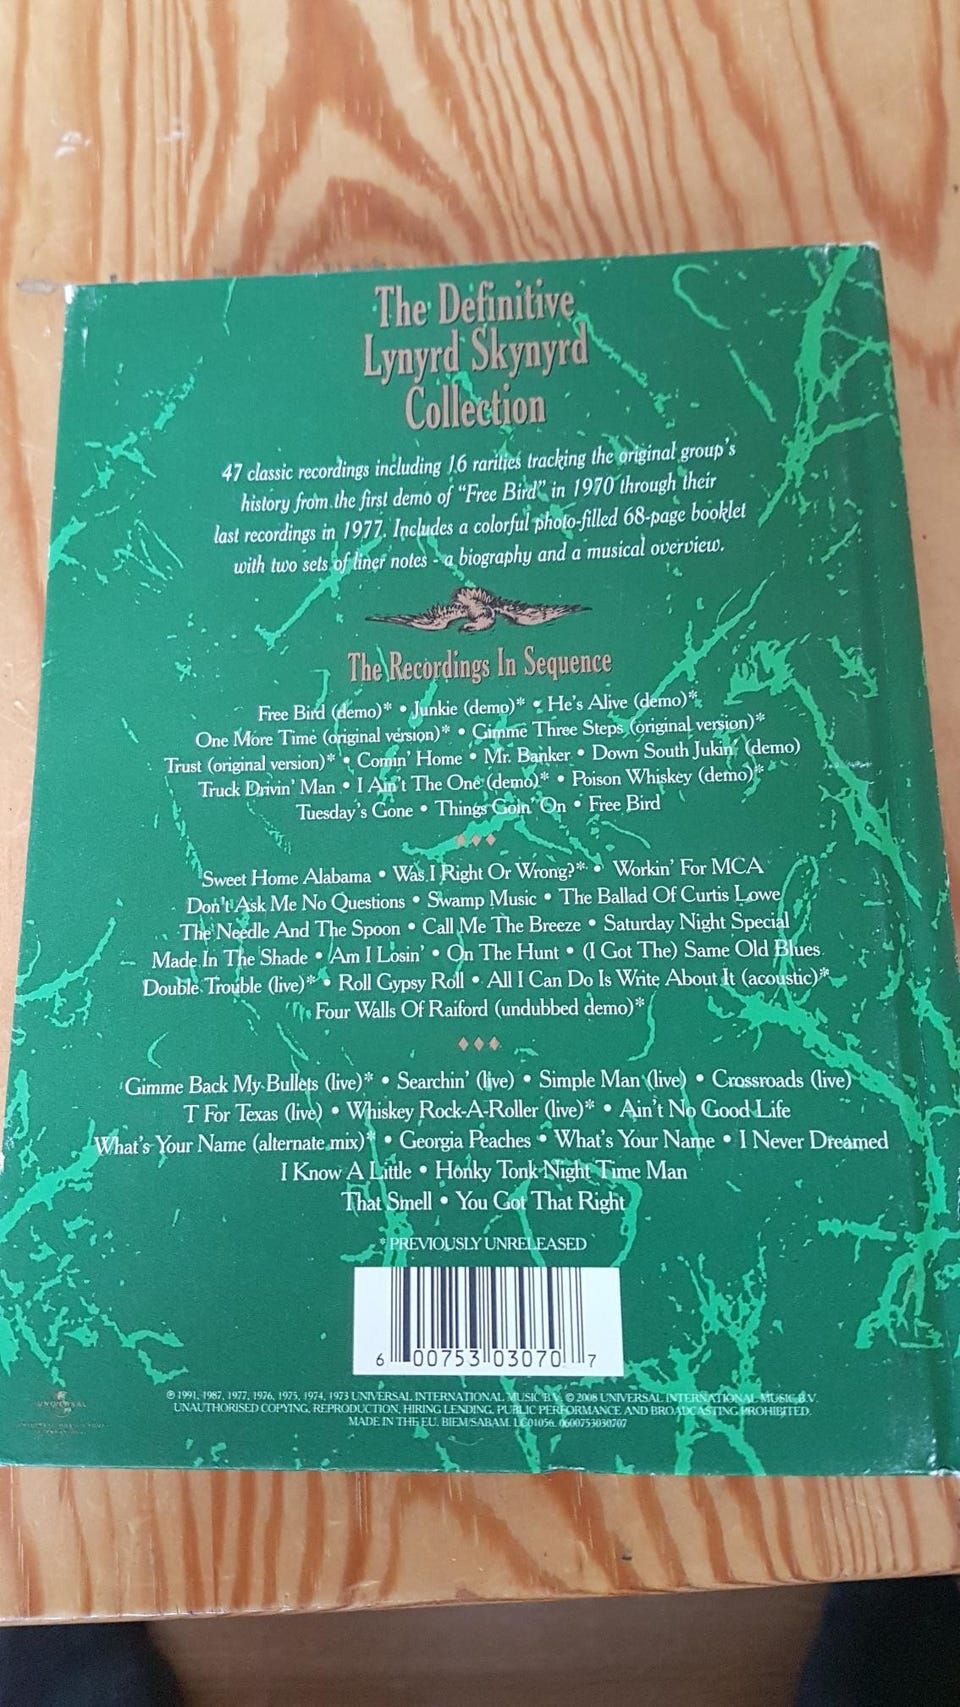 The Definitive
Lynyrd Skynyrd
Collection
47 classic recordings including 16 rarities tracking the original group's
history from the first demo of "Free Bird" in 1970 through their
last recordings in 1977. Includes a colorful photo-filled 68-page booklet
with two sets of liner notes - a biography and a musical overview.
The Recordings In Sequence
Free Bird (demo)* • Junkie (demo)* • He's Alive (demo)*
One More Time (original version)* • Gimme Three Steps (original version)*
Trust (original version)* • Comin' Home • Mr. Banker • Down South Jukin' (demo)
Truck Drivin' Man • I Ain't The One (demo)* • Poison Whiskey (demo)*
Tuesday's Gone • Things Goin' On • Free Bird
Sweet Home Alabama • Was I Right Or Wrong?* • Workin' For MCA
Don't Ask Me No Questions • Swamp Music • The Ballad Of Curtis Lowe
The Needle And The Spoon • Call Me The Breeze • Saturday Night Special
Made In The Shade • Am I Losin' • On The Hunt • (I Got The) Same Old Blues
Double Trouble (live)* • Roll Gypsy Roll • All I Can Do Is Write About It (acoustic)*
Four Walls Of Raiford (undubbed demo)*
Gimme Back My Bullets (live)* • Searchin' (live) • Simple Man (live) • Crossroads (live)
T For Texas (live) • Whiskey Rock-A-Roller (live)* • Ain't No Good Life
What's Your Name (alternate mix)* • Georgia Peaches • What's Your Name • I Never Dreamed
I Know A Little • Honky Tonk Night Time Man
That Smell • You Got That Right
* PREVIOUSLY UNRELEASED
6 00753 03070 7
℗ 1991, 1987, 1977, 1976, 1975, 1974, 1973 UNIVERSAL INTERNATIONAL MUSIC B.V. © 2008 UNIVERSAL INTERNATIONAL MUSIC B.V.
UNAUTHORISED COPYING, REPRODUCTION, HIRING LENDING, PUBLIC PERFORMANCE AND BROADCASTING PROHIBITED.
MADE IN THE EU. BIEM/SABAM. LC01056. 0600753030707
UNIVERSAL